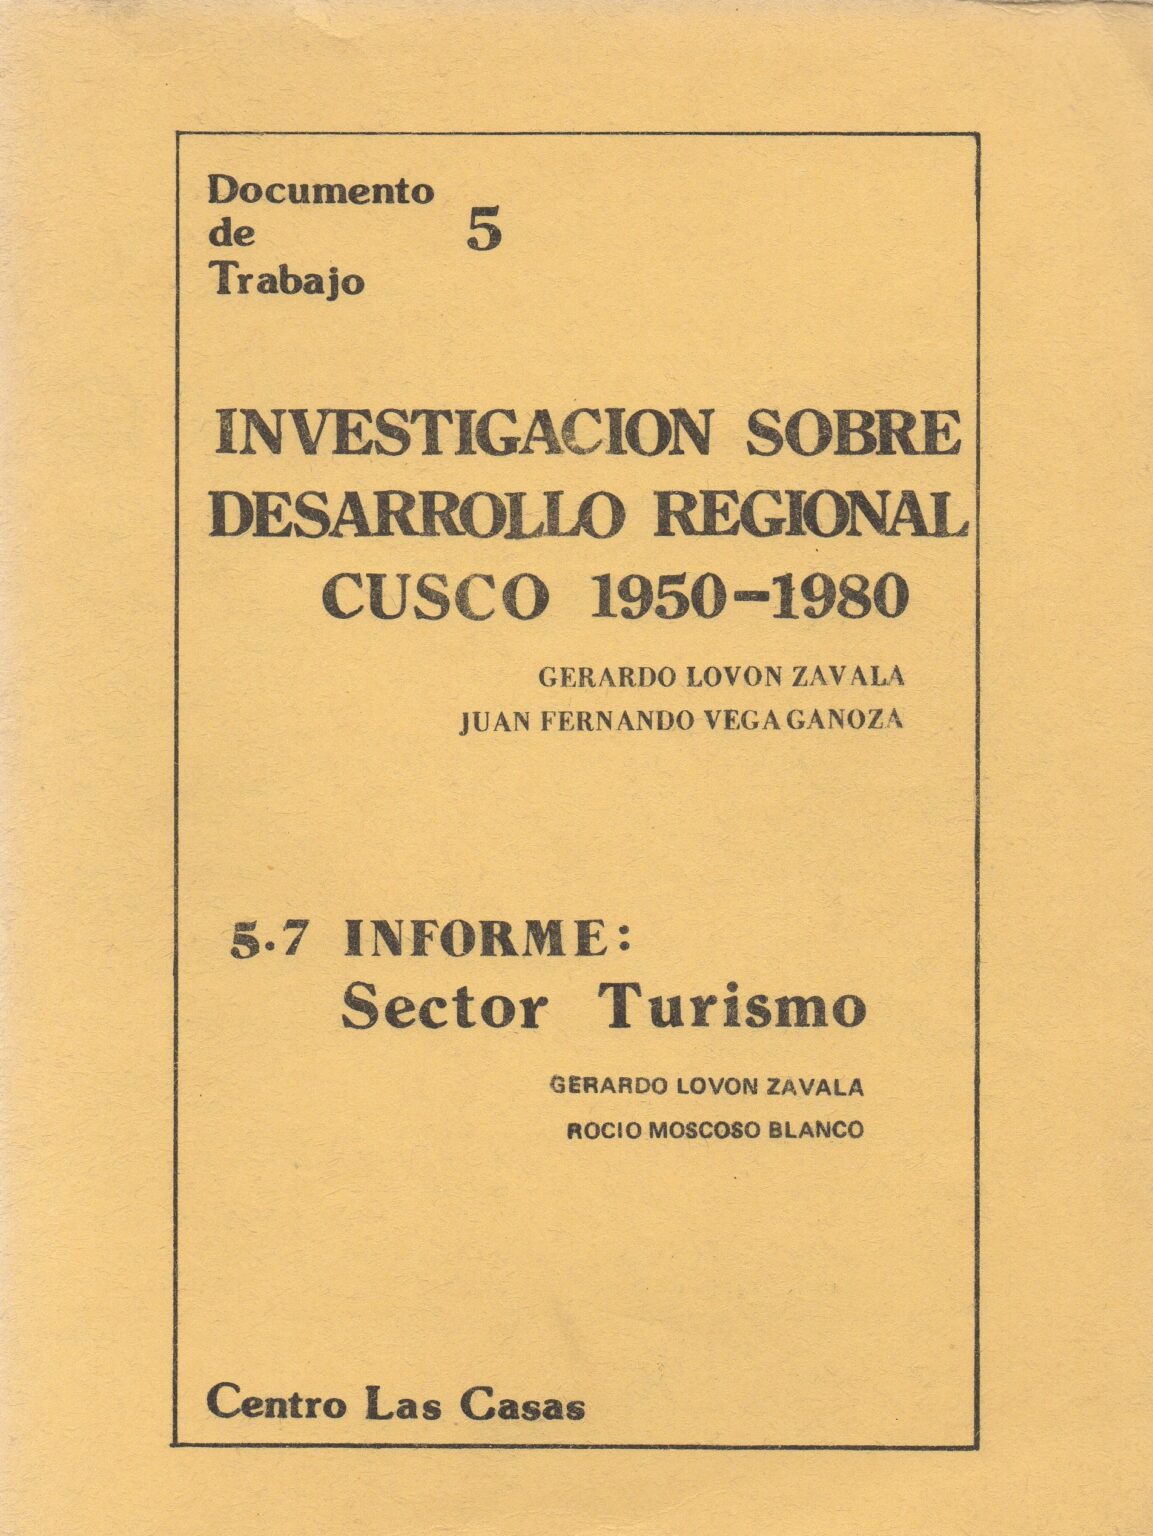 Documento
de 5
Trabajo
INVESTIGACION SOBRE
DESARROLLO REGIONAL
CUSCO 1950-1980
GERARDO LOVON ZAVALA
JUAN FERNANDO VEGA GANOZA
5.7 INFORME:
Sector Turismo
GERARDO LOVON ZAVALA
ROCIO MOSCOSO BLANCO
Centro Las Casas